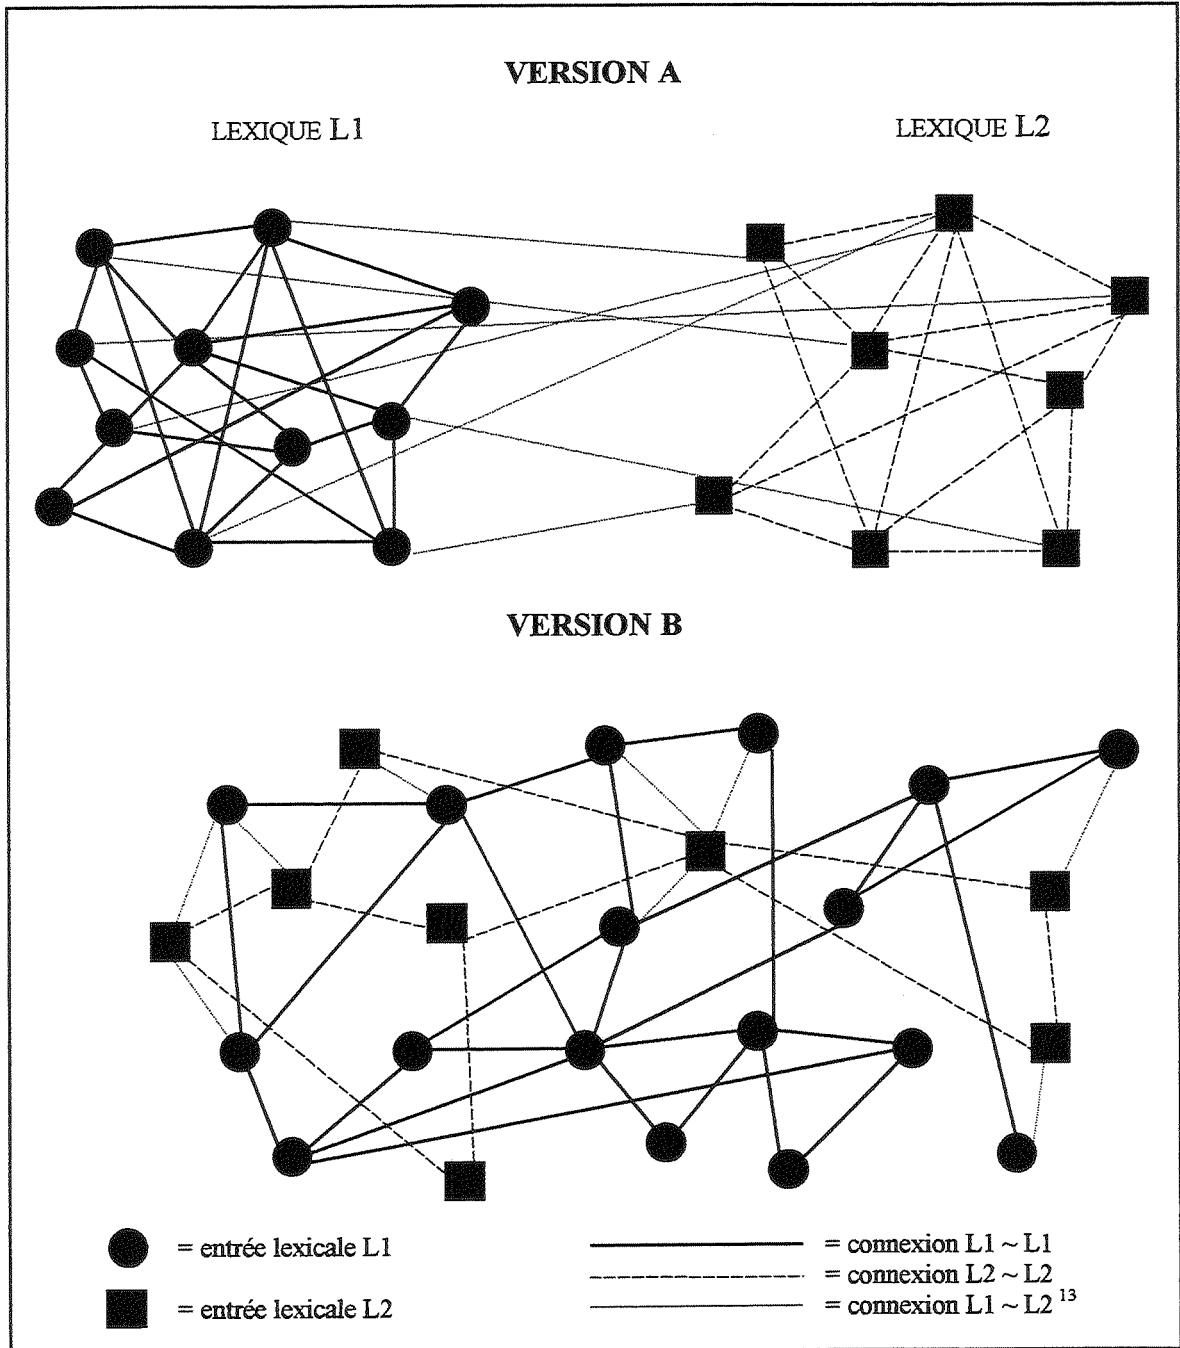 VERSION A
LEXIQUE L1
LEXIQUE L2
VERSION B
= entrée lexicale L1
= entrée lexicale L2
= connexion L1 ~ L1
= connexion L2 ~ L2
= connexion L1 ~ L2 ¹³